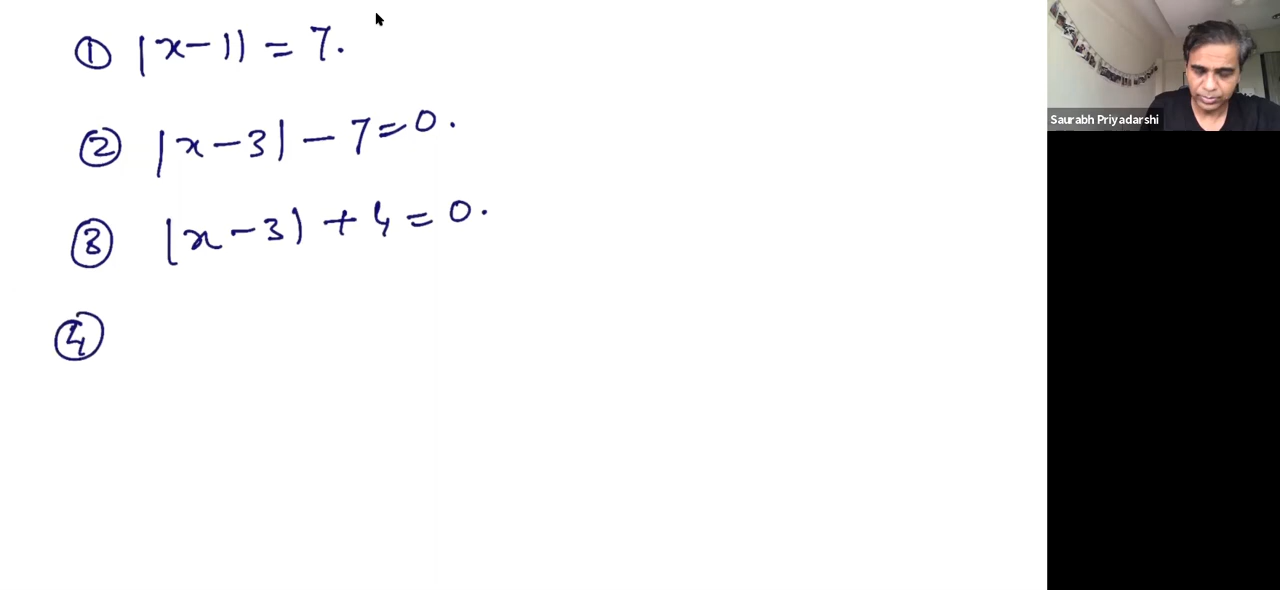 ① |x-1| = 7.
② |x-3| - 7=0.
③ |x-3| + 4 = 0.
④
Saurabh Priyadarshi